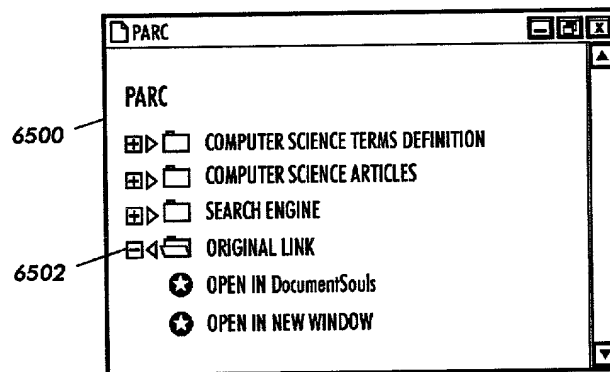 PARC
PARC
6500
COMPUTER SCIENCE TERMS DEFINITION
COMPUTER SCIENCE ARTICLES
SEARCH ENGINE
6502
ORIGINAL LINK
OPEN IN DocumentSouls
OPEN IN NEW WINDOW